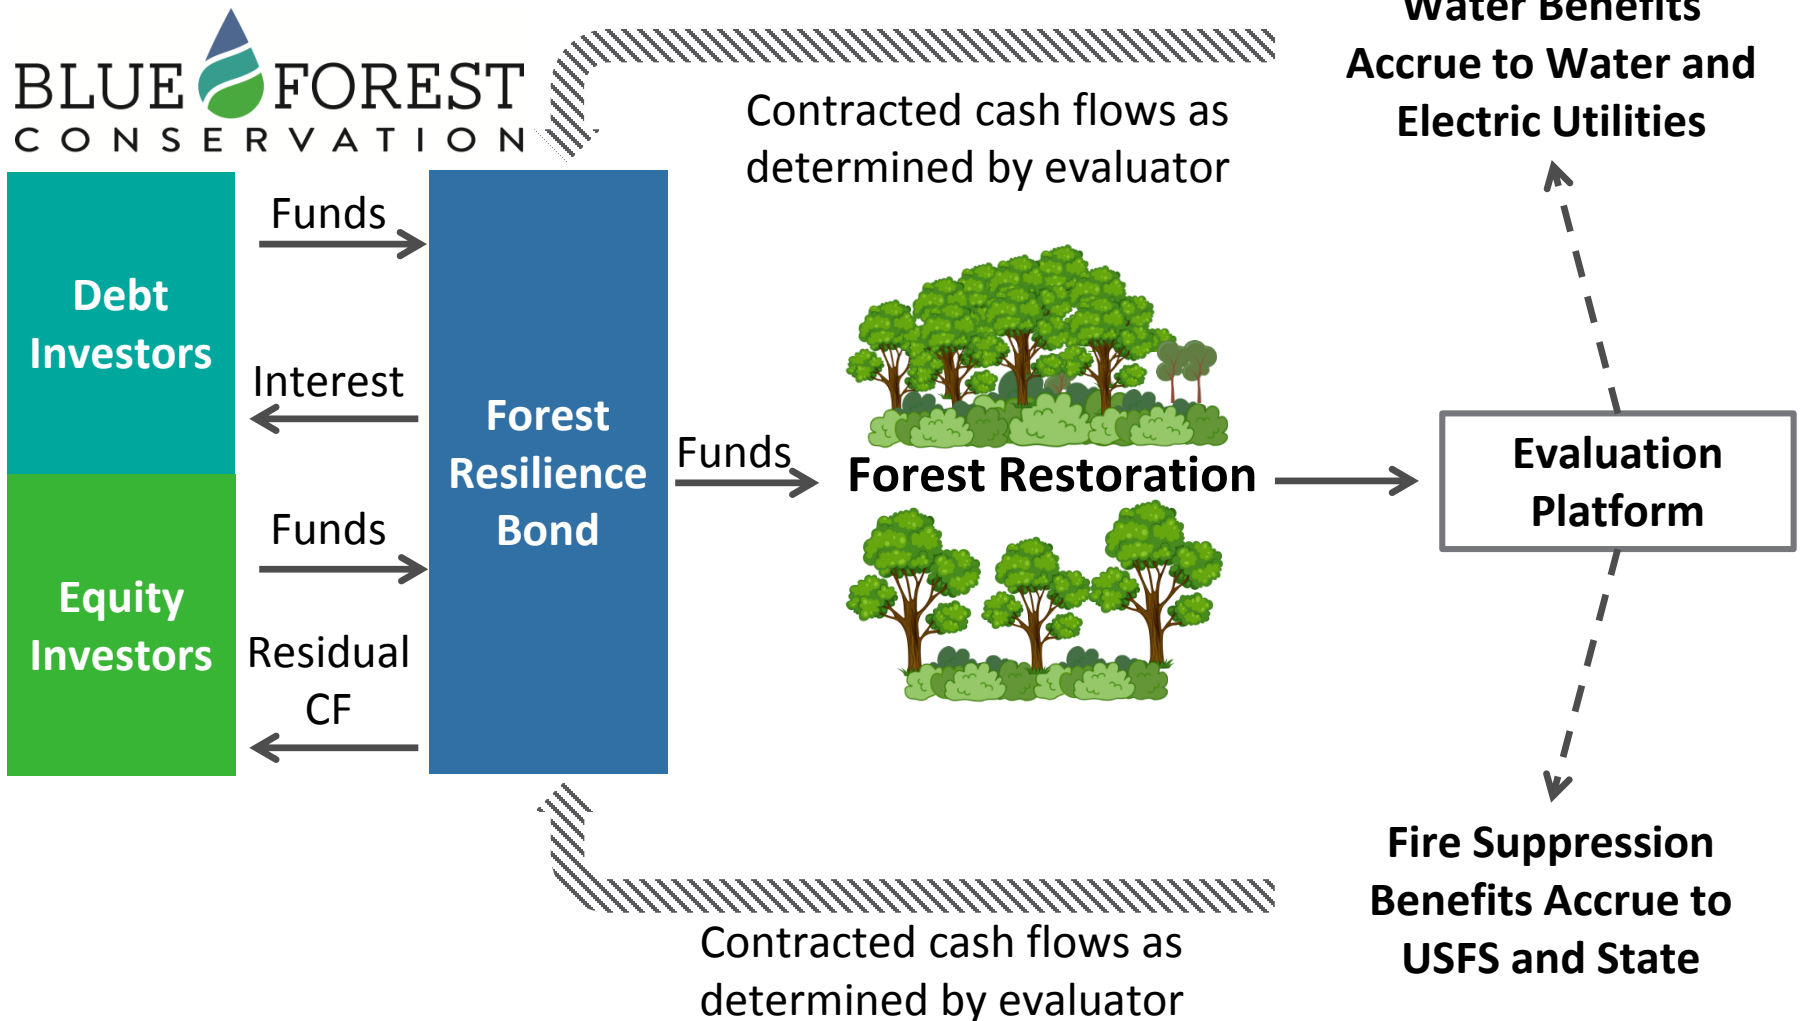 BLUE FOREST
CONSERVATION
Water Benefits
Accrue to Water and
Electric Utilities
Contracted cash flows as
determined by evaluator
Debt
Investors
Funds
Interest
Equity
Investors
Funds
Residual
CF
Forest
Resilience
Bond
Funds
Forest Restoration
Evaluation
Platform
Fire Suppression
Benefits Accrue to
USFS and State
Contracted cash flows as
determined by evaluator